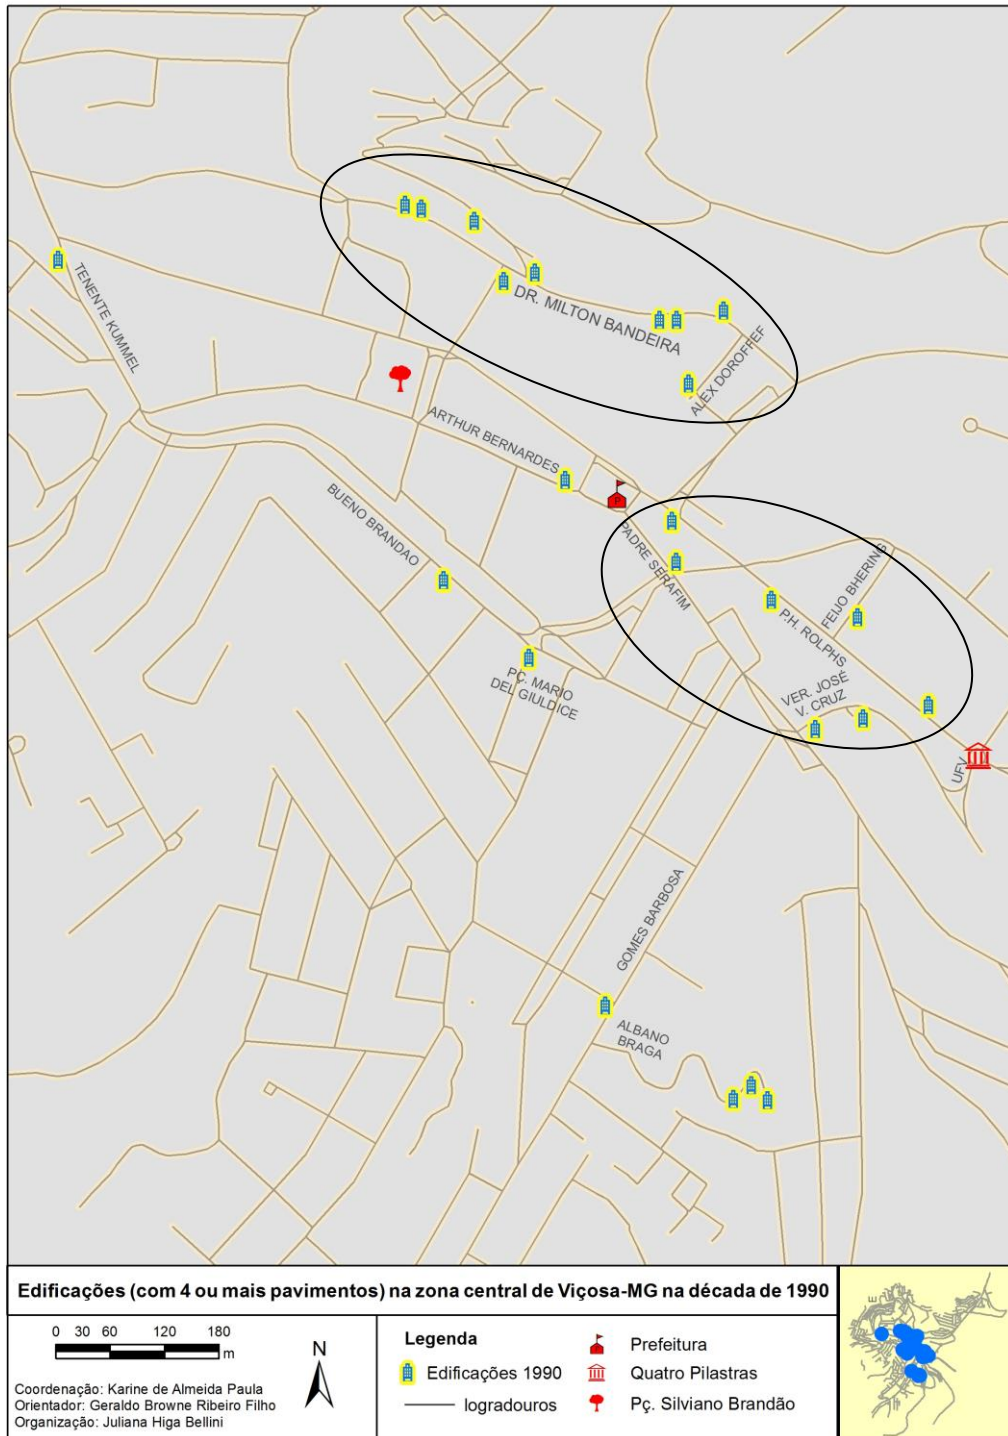 TENENTE KUMMEL
DR. MILTON BANDEIRA
ALEX DOROFFEF
ARTHUR BERNARDES
P
BUENO BRANDAO
PADRE SERAFIM
FEIJO BHERING
P.H. ROLPHS
PÇ. MARIO
DEL GIULDICE
VER. JOSÉ
V. CRUZ
UFV
GOMES BARBOSA
ALBANO
BRAGA
Edificações (com 4 ou mais pavimentos) na zona central de Viçosa-MG na década de 1990
0 30 60 120 180
m
Coordenação: Karine de Almeida Paula
Orientador: Geraldo Browne Ribeiro Filho
Organização: Juliana Higa Bellini
N
Legenda
Edificações 1990
logradouros
Prefeitura
Quatro Pilastras
Pç. Silviano Brandão